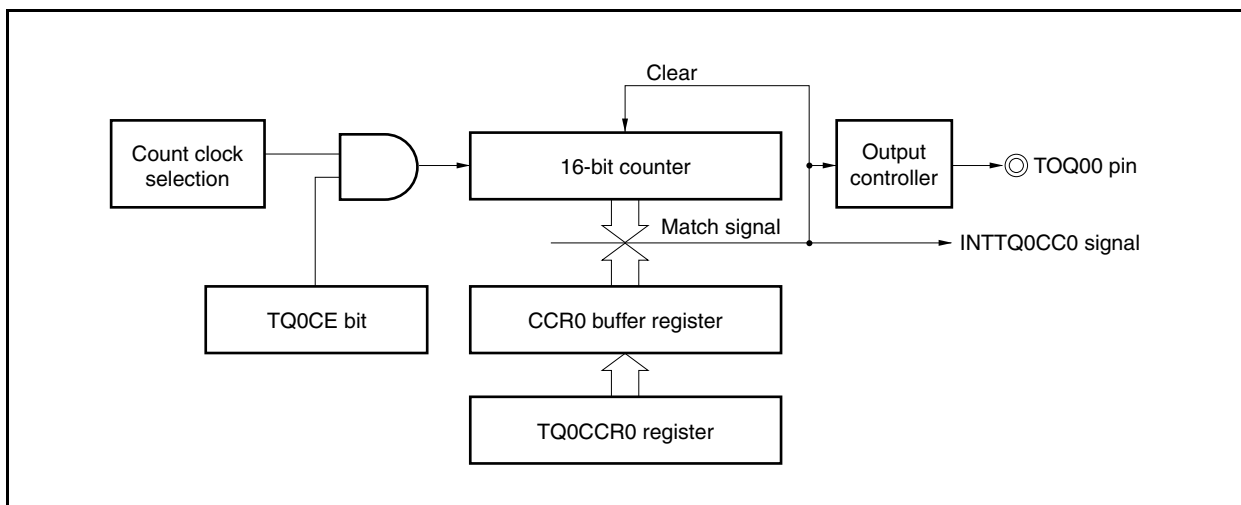 Clear
Count clock
selection
16-bit counter
Output
controller
TOQ00 pin
Match signal
INTTQ0CC0 signal
TQ0CE bit
CCR0 buffer register
TQ0CCR0 register